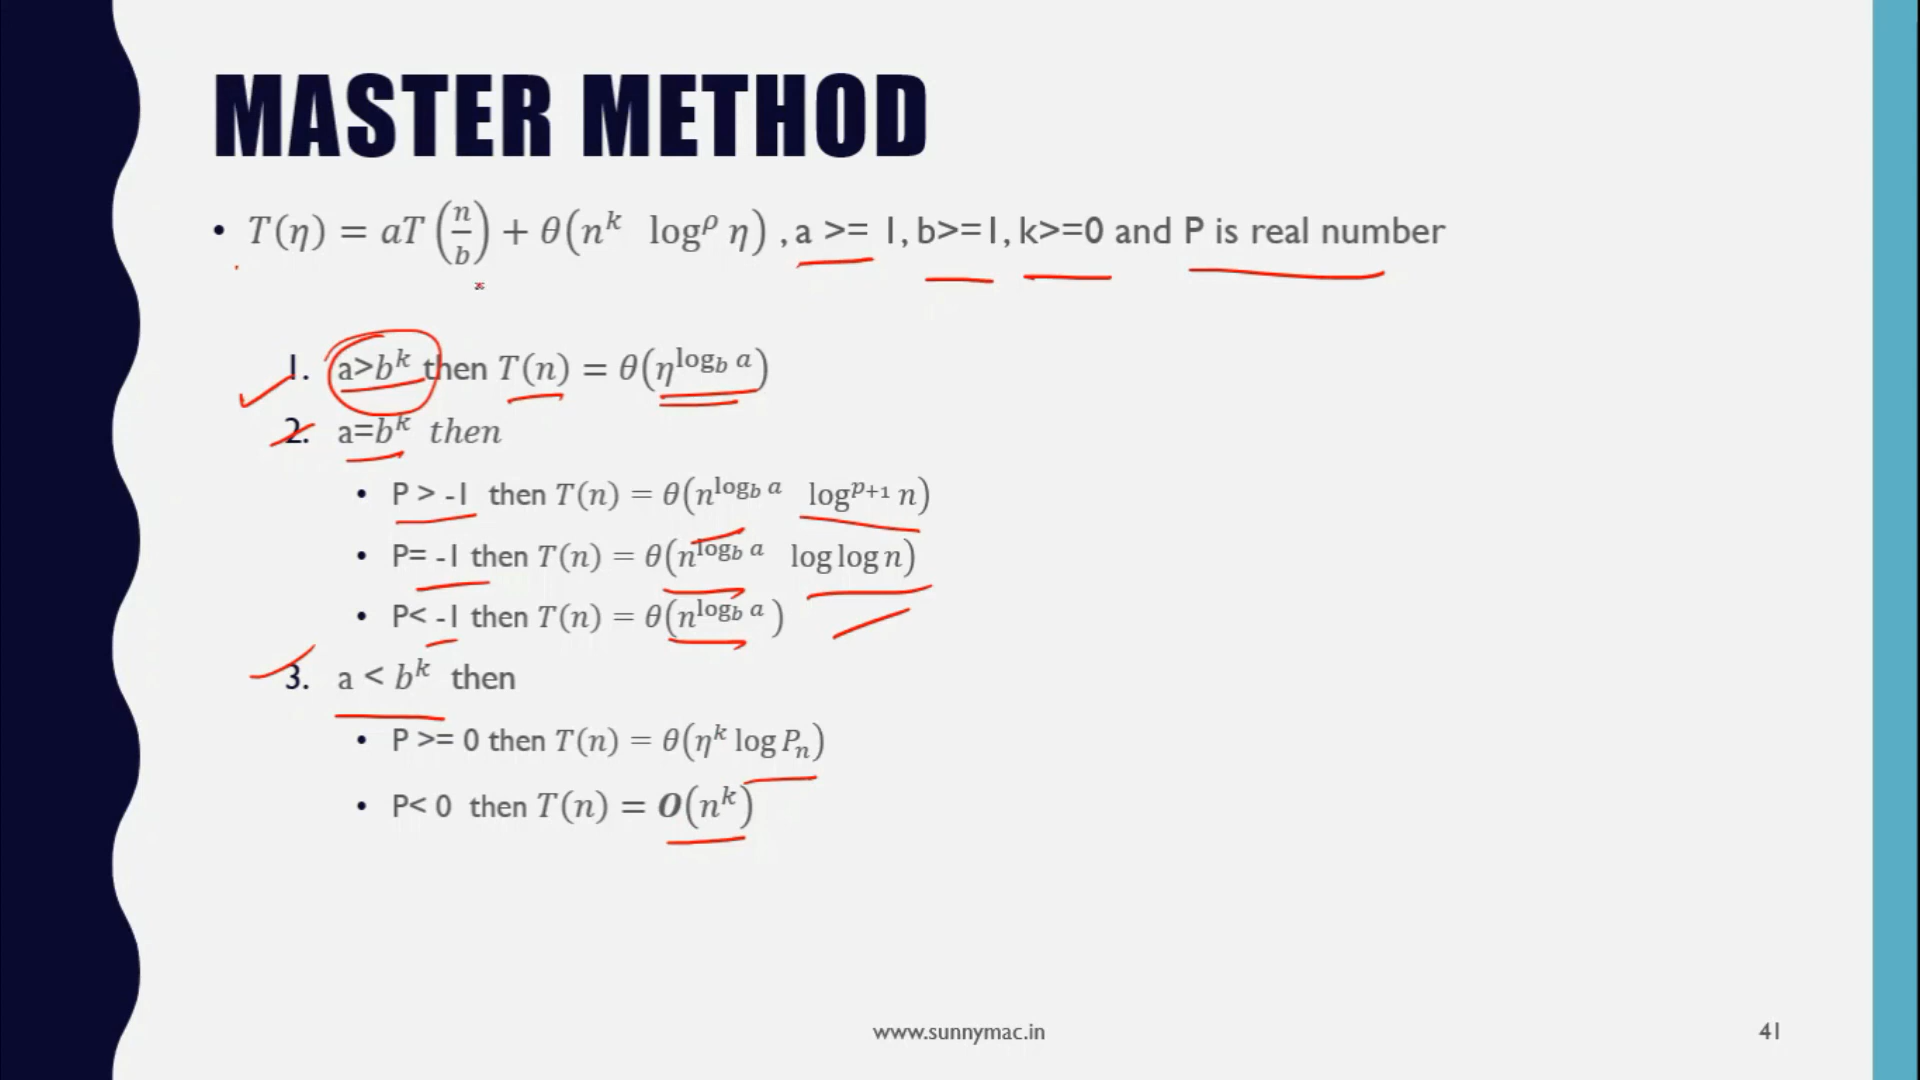 MASTER METHOD
• T(η) = aT(n/b) + θ(n^k log^ρ η) , a >= 1, b>=1, k>=0 and P is real number
1. a>b^k then T(n) = θ(η^(log_b a))
2. a=b^k then
• P > -1 then T(n) = θ(n^(log_b a) log^(p+1) n)
• P= -1 then T(n) = θ(n^(log_b a) log log n)
• P< -1 then T(n) = θ(n^(log_b a) )
3. a < b^k then
• P >= 0 then T(n) = θ(η^k log P_n)
• P< 0 then T(n) = O(n^k)
www.sunnymac.in
41